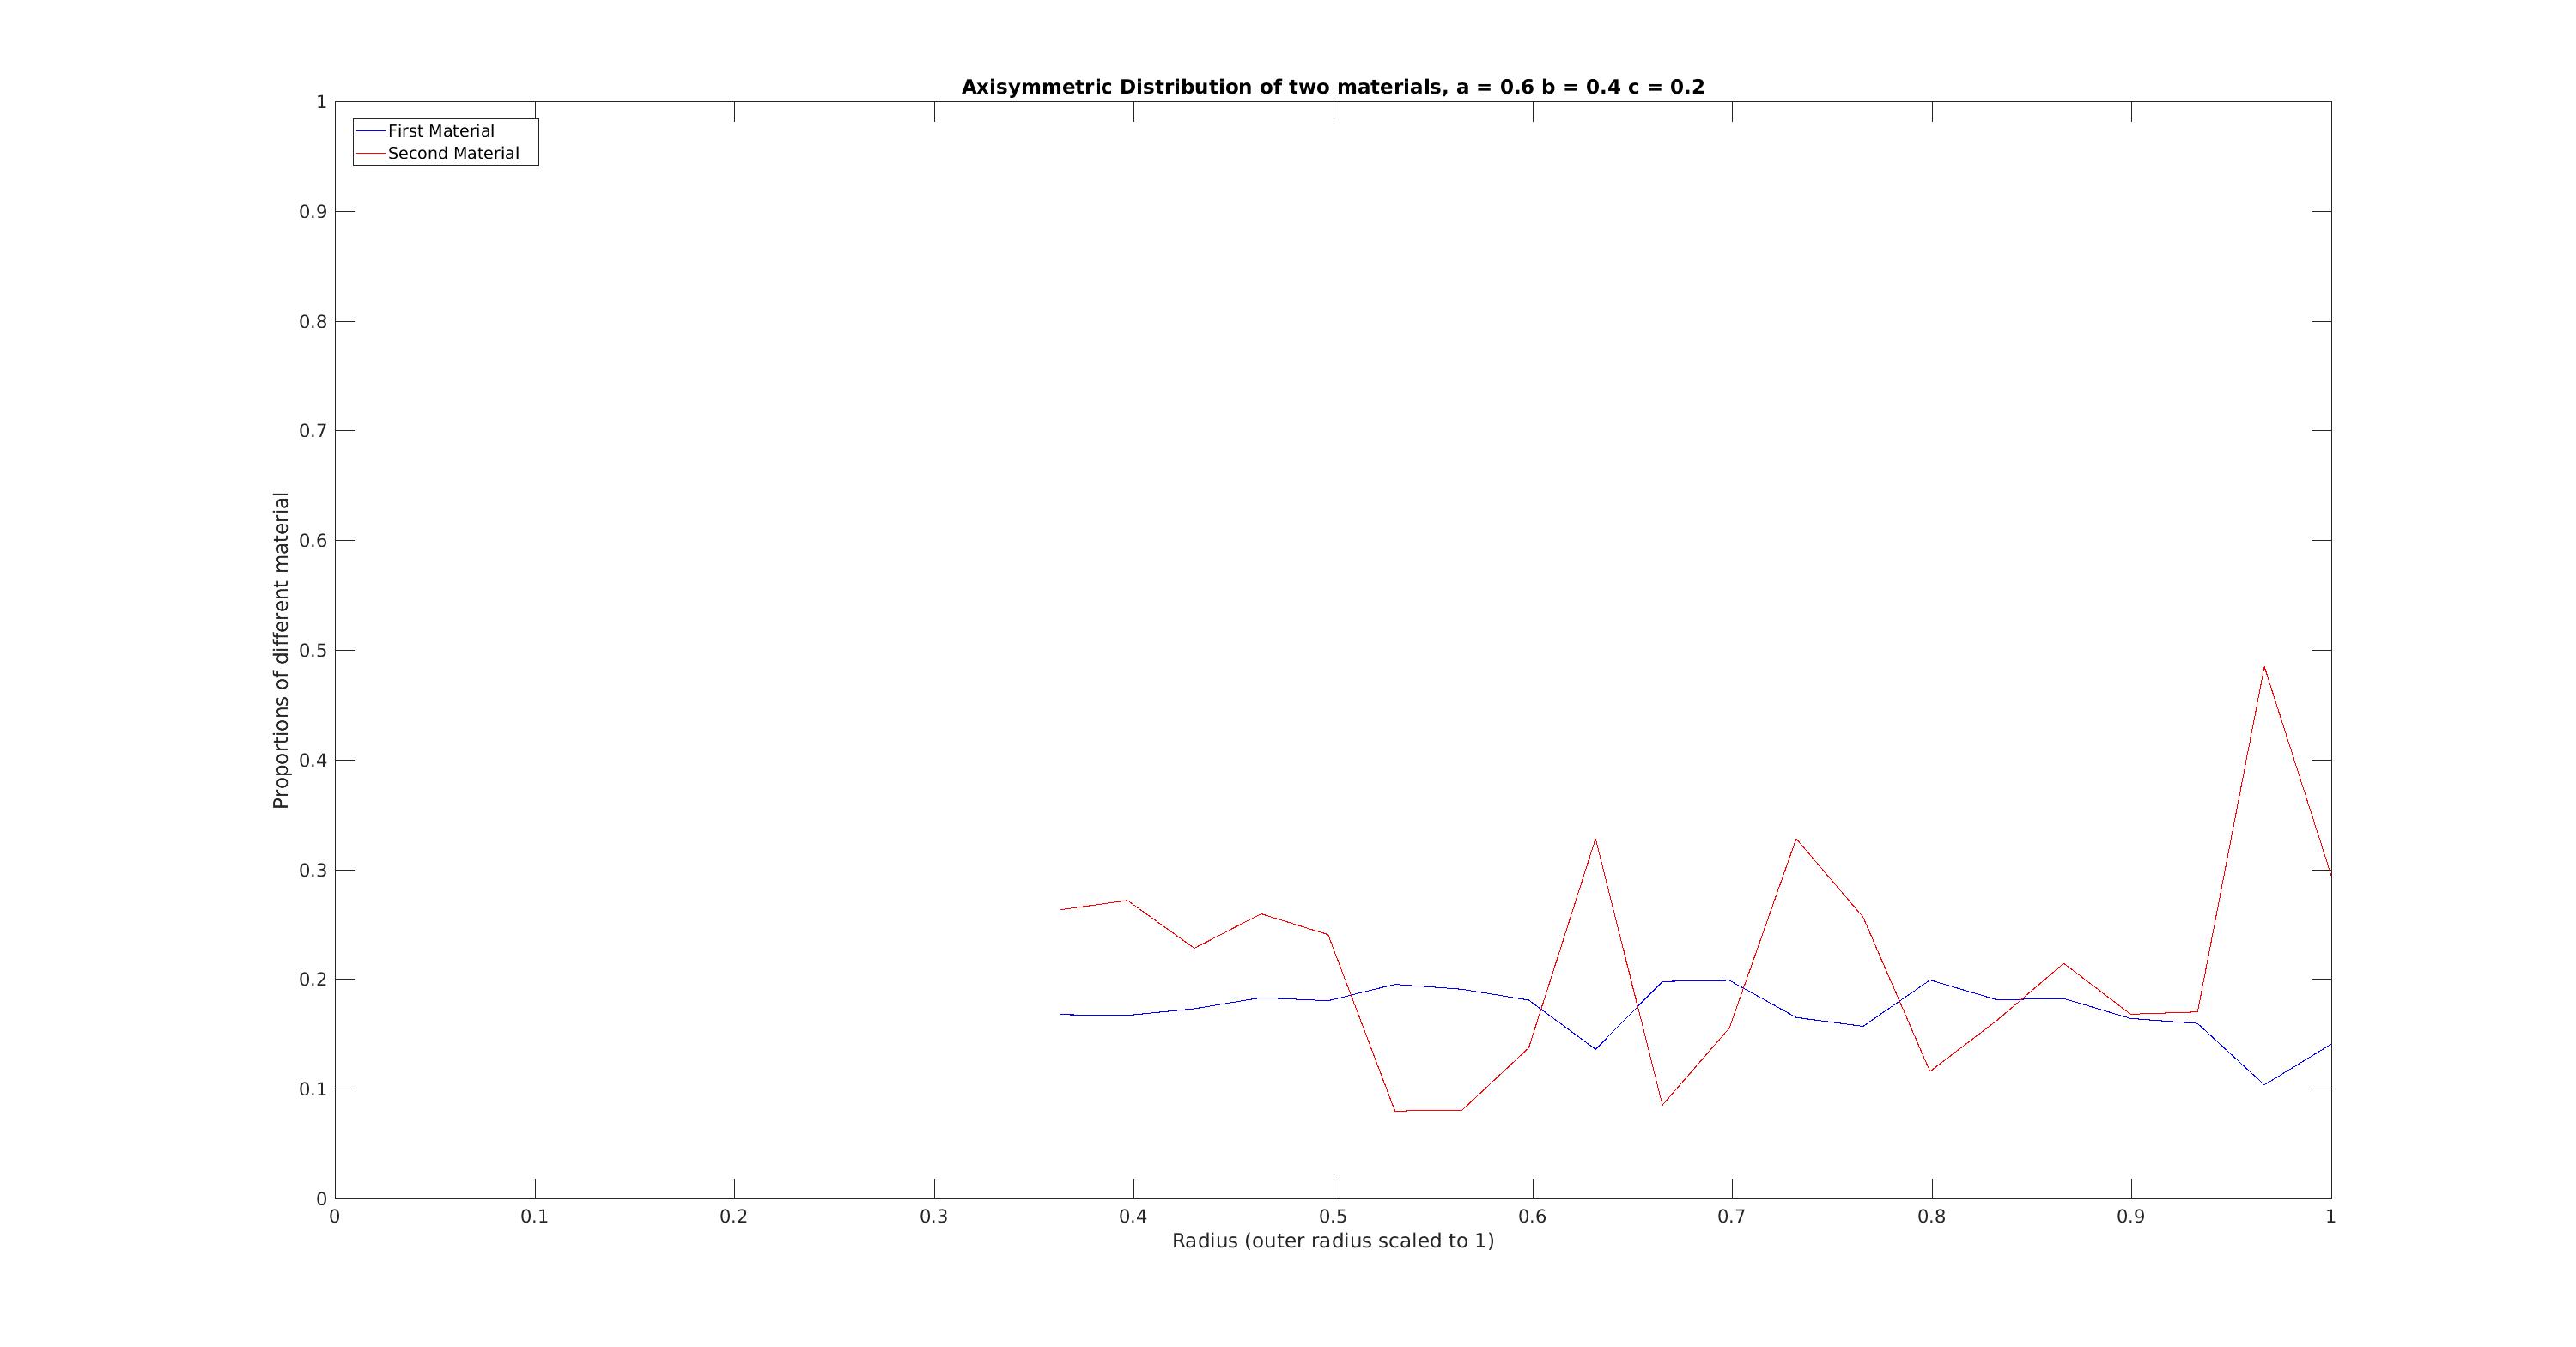 Axisymmetric Distribution of two materials, a = 0.6 b = 0.4 c = 0.2
First Material
Second Material
1
0.9
0.8
0.7
0.6
0.5
0.4
0.3
0.2
0.1
0
Proportions of different material
0 0.1 0.2 0.3 0.4 0.5 0.6 0.7 0.8 0.9 1
Radius (outer radius scaled to 1)